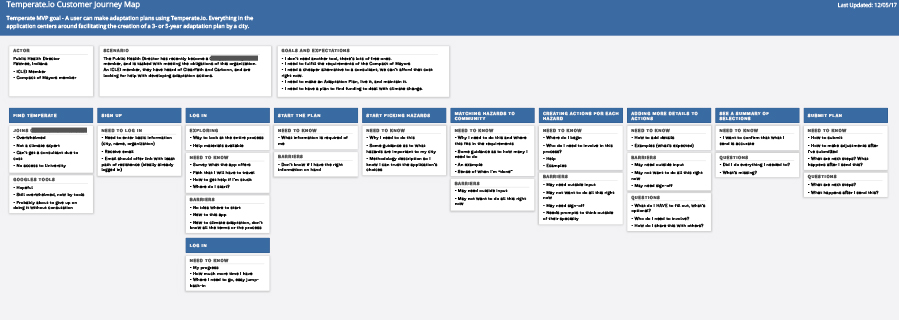 Temperate.io Customer Journey Map
Last Updated: 12/05/17
Temperate MVP goal - A user can make adaptation plans using Temperate.io. Everything in the
application centers around facilitating the creation of a 3- or 5-year adaptation plan by a city.
ACTOR
Public Health Director
Fishers, Indiana
• ICLEI Member
• Compact of Mayors member
SCENARIO
The Public Health Director has recently become a
member, and is tasked with meeting the obligations of this organization.
An ICLEI member, they have heard of ClearPath and Carbonn, and are
looking for help with developing adaptation actions.
GOALS AND EXPECTATIONS
• I don't need another tool, there's lots of free ones.
• I need to fulfill the requirements of the Compact of Mayors
• I need a cheaper alternative to a consultant, we can't afford that cost
right now.
• I need to make an Adaptation Plan, live it, and maintain it.
• I need to have a plan to find funding to deal with climate change.
FIND TEMPERATE
JOINS
• Overwhelmed
• Not a climate expert
• Can't get a consultant due to
cost
• No access to University
GOOGLES TOOLS
• Hopeful
• Still overwhelmed, now by tools
• Probably about to give up on
doing it without consultation
SIGN UP
NEED TO LOG IN
• Need to enter basic information
(city, name, organization)
• Receive email
• Email should offer link with
logged in)
LOG IN
EXPLORING
• Way to look at the entire process
• Help materials available
NEED TO KNOW
• Survey what the app offers
• Path that I will have to travel
• How to get help if I'm stuck
• Where do I start?
BARRIERS
• No idea where to start
• New to this app
• New to climate adaptation, don't
know all the terms or the process
LOG IN
NEED TO KNOW
• My progress
• How much more time I have
• Where I need to go, easy jump-
back-in
START THE PLAN
NEED TO KNOW
• What information is required of
me
BARRIERS
• Don't know if I have the right
information on hand
START PICKING HAZARDS
NEED TO KNOW
• Why I need to do this
• Some guidance as to what
hazards are important to my city
• Methodology description so I
know I can trust the application's
choices
MATCHING HAZARDS TO
COMMUNITY
NEED TO KNOW
• Why I need to do this and where
this fits in the requirements
• Some guidance as to how many I
need to do
• An example
• Sense of when I'm "done"
BARRIERS
• May need outside input
• May not want to do all this right
now
CREATING ACTIONS FOR EACH
HAZARD
NEED TO KNOW
• Where do I begin
• Who do I need to involve in this
process?
• Help
• Examples
BARRIERS
• May need outside input
• May not want to do all this right
now
• May need sign-off
• Needs prompts to think outside
of their specialty
ADDING MORE DETAILS TO
ACTIONS
NEED TO KNOW
• How to add details
• Examples (what's expected)
BARRIERS
• May need outside input
• May not want to do all this right
now
• May need sign-off
QUESTIONS
• What do I HAVE to fill out, what's
optional?
• Who do I need to involve?
• How do I share this with others?
SEE A SUMMARY OF
SELECTIONS
NEED TO KNOW
• I want to confirm that what I
send is accurate
QUESTIONS
• Did I do everything I needed to?
• What's missing?
SUBMIT PLAN
NEED TO KNOW
• How to submit
• How to make adjustments after
I've submitted
• What are next steps? What
happens after I send this?
QUESTIONS
• What are next steps?
• What happens after I send this?